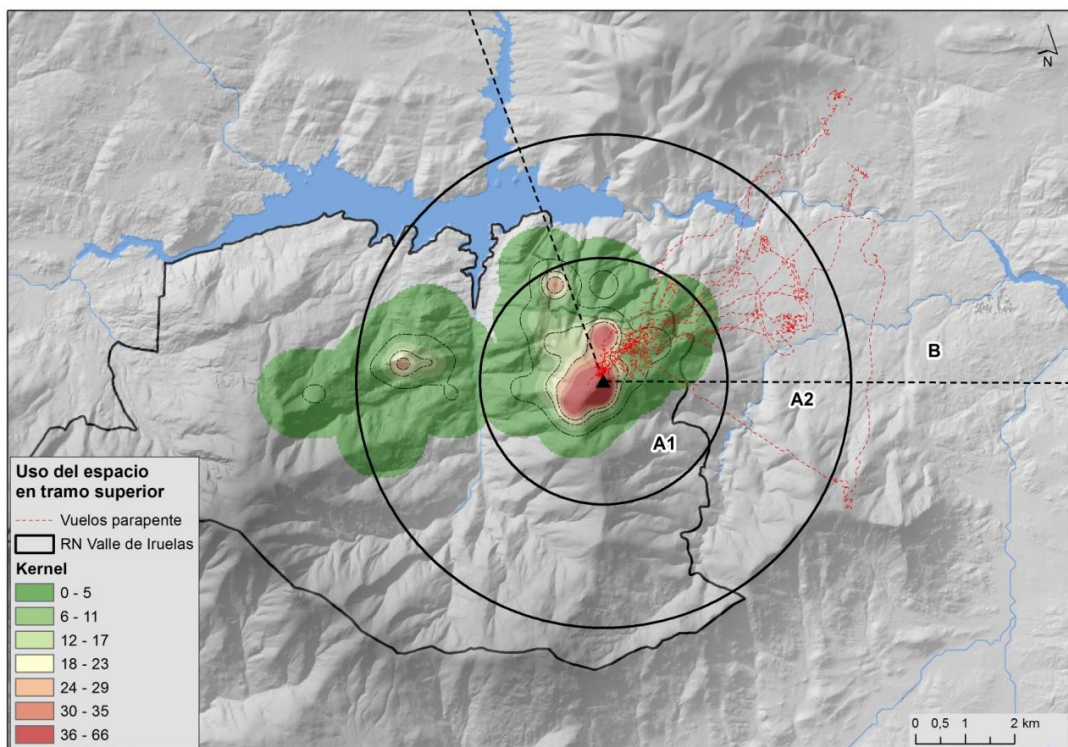 N
B
A2
A1
Uso del espacio
en tramo superior
Vuelos parapente
RN Valle de Iruelas
Kernel
0 - 5
6 - 11
12 - 17
18 - 23
24 - 29
30 - 35
36 - 66
0 0,5 1 2 km